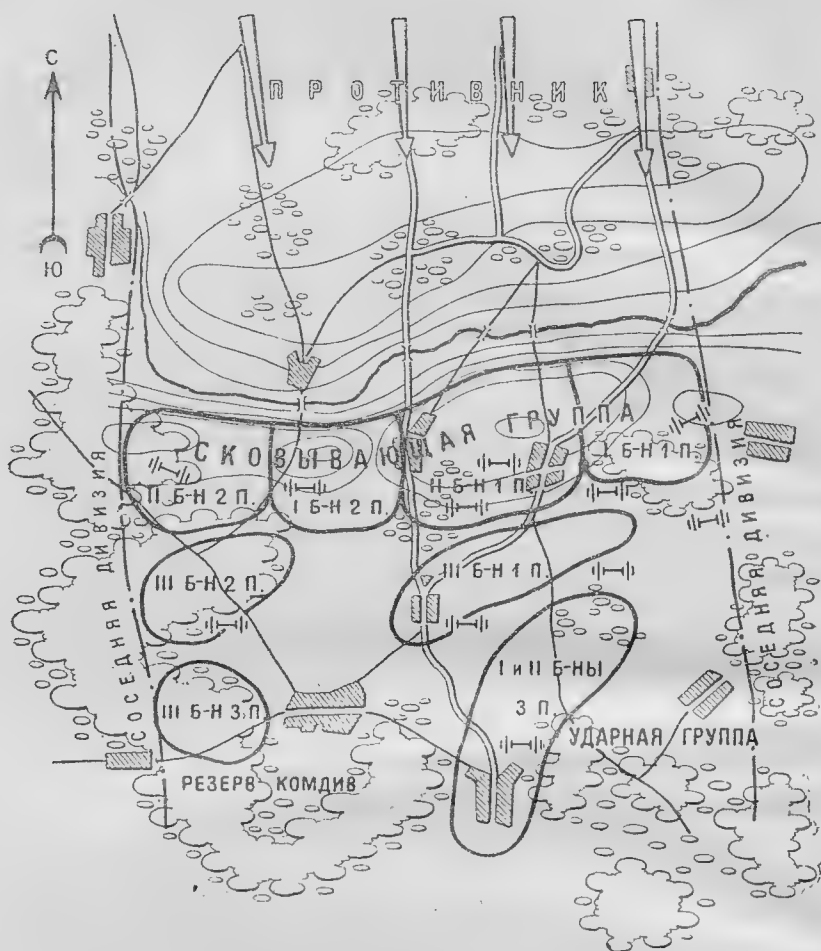 С
ПРОТИВНИК
Ю
СКОВЫВАЮЩАЯ ГРУППА
II Б-Н 2 П.
I Б-Н 2 П.
II Б-Н 1 П.
I Б-Н 1 П.
СОСЕДНЯЯ ДИВИЗИЯ
СОСЕДНЯЯ ДИВИЗИЯ
III Б-Н 2 П.
III Б-Н 1 П.
I и II Б-НЫ
3 П.
III Б-Н 3.П.
УДАРНАЯ ГРУППА
РЕЗЕРВ КОМДИВ